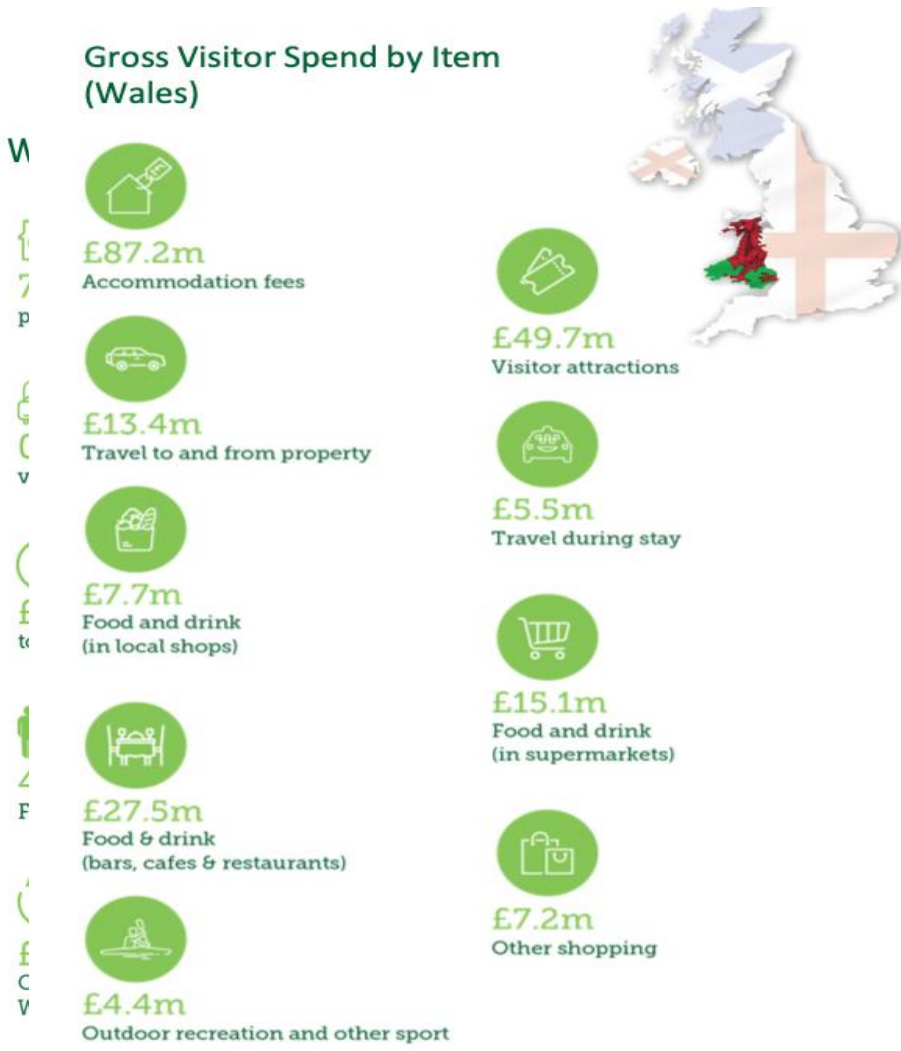 Gross Visitor Spend by Item
(Wales)
£87.2m
Accommodation fees
£13.4m
Travel to and from property
£7.7m
Food and drink
(in local shops)
£27.5m
Food & drink
(bars, cafes & restaurants)
£4.4m
Outdoor recreation and other sport
£49.7m
Visitor attractions
£5.5m
Travel during stay
£15.1m
Food and drink
(in supermarkets)
£7.2m
Other shopping